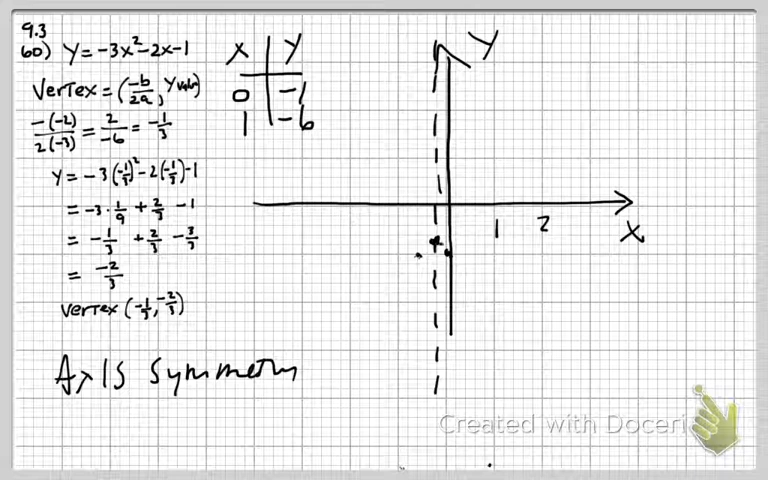 9.3
60) Y = -3x² - 2x - 1
Vertex = (-b/2a, Y value)
-(-2)/2(-3) = 2/-6 = -1/3
y = -3(-1/3)² - 2(-1/3) - 1
= -3 · 1/9 + 2/3 - 1
= -1/3 + 2/3 - 3/3
= -2/3
vertex (-1/3, -2/3)
Axis Symmetry
X Y
0 -1
1 -6
Y
1 2
X
Created with Doceri